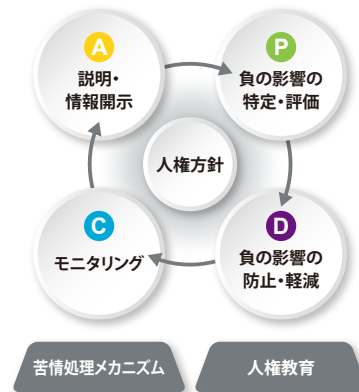 A
説明・
情報開示
P
負の影響の
特定・評価
人権方針
C
モニタリング
D
負の影響の
防止・軽減
苦情処理メカニズム
人権教育